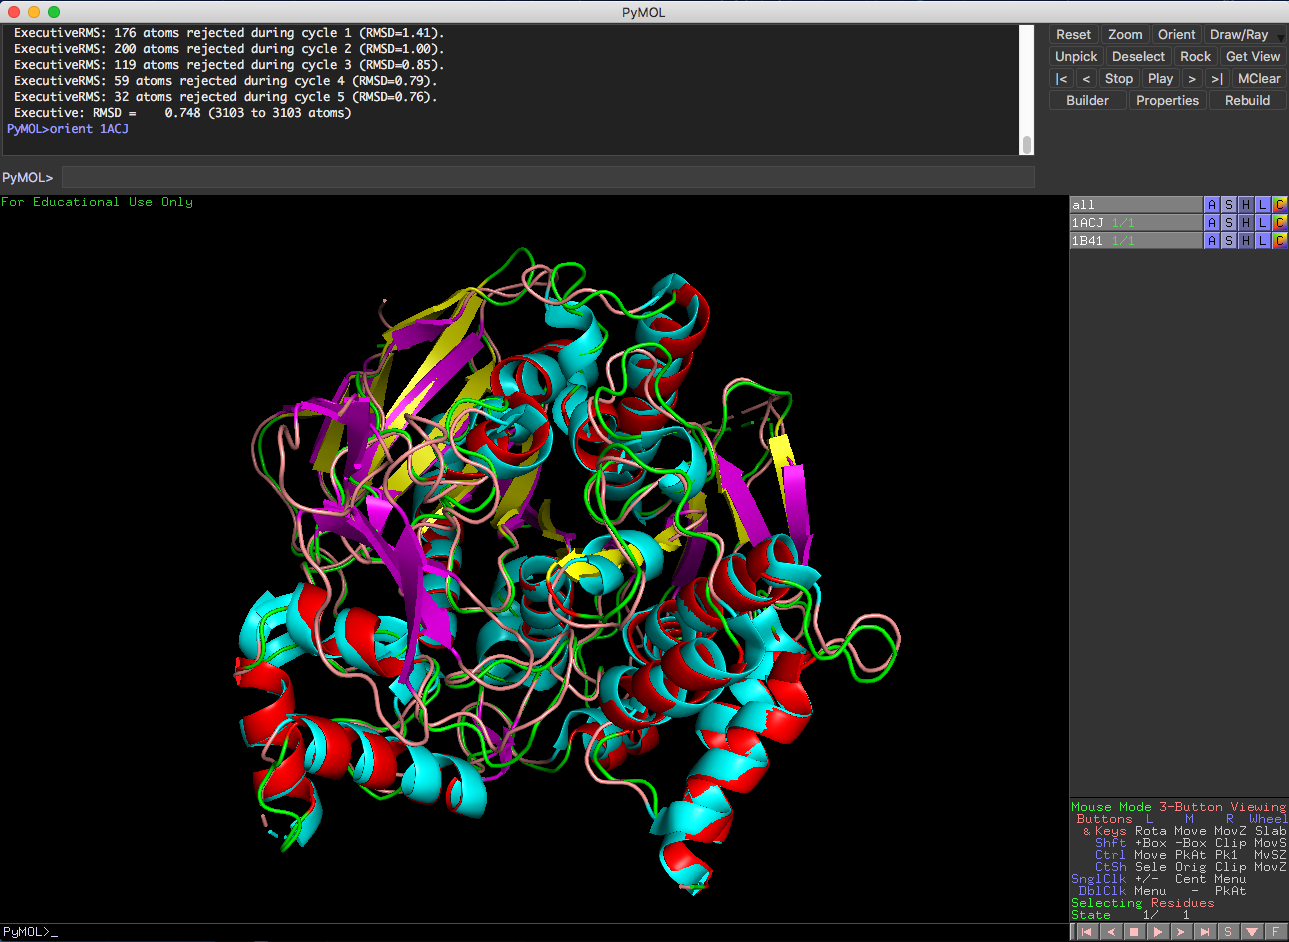 PyMOL
ExecutiveRMS: 176 atoms rejected during cycle 1 (RMSD=1.41).
ExecutiveRMS: 200 atoms rejected during cycle 2 (RMSD=1.00).
ExecutiveRMS: 119 atoms rejected during cycle 3 (RMSD=0.85).
ExecutiveRMS: 59 atoms rejected during cycle 4 (RMSD=0.79).
ExecutiveRMS: 32 atoms rejected during cycle 5 (RMSD=0.76).
Executive: RMSD =    0.748 (3103 to 3103 atoms)
PyMOL>orient 1ACJ
Reset Zoom Orient Draw/Ray
Unpick Deselect Rock Get View
|< < Stop Play > >| MClear
Builder Properties Rebuild
PyMOL>
For Educational Use Only
all A S H L C
1ACJ 1/1 A S H L C
1B41 1/1 A S H L C
Mouse Mode 3-Button Viewing
Buttons L M R Wheel
& Keys Rota Move MovZ Slab
Shft +Box -Box Clip MovS
Ctrl Move PkAt Pk1 MvSZ
CtSh Sele Orig Clip MovZ
SnglClk +/- Cent Menu
DblClk Menu - PkAt
Selecting Residues
State 1/ 1
PyMOL>_
S F